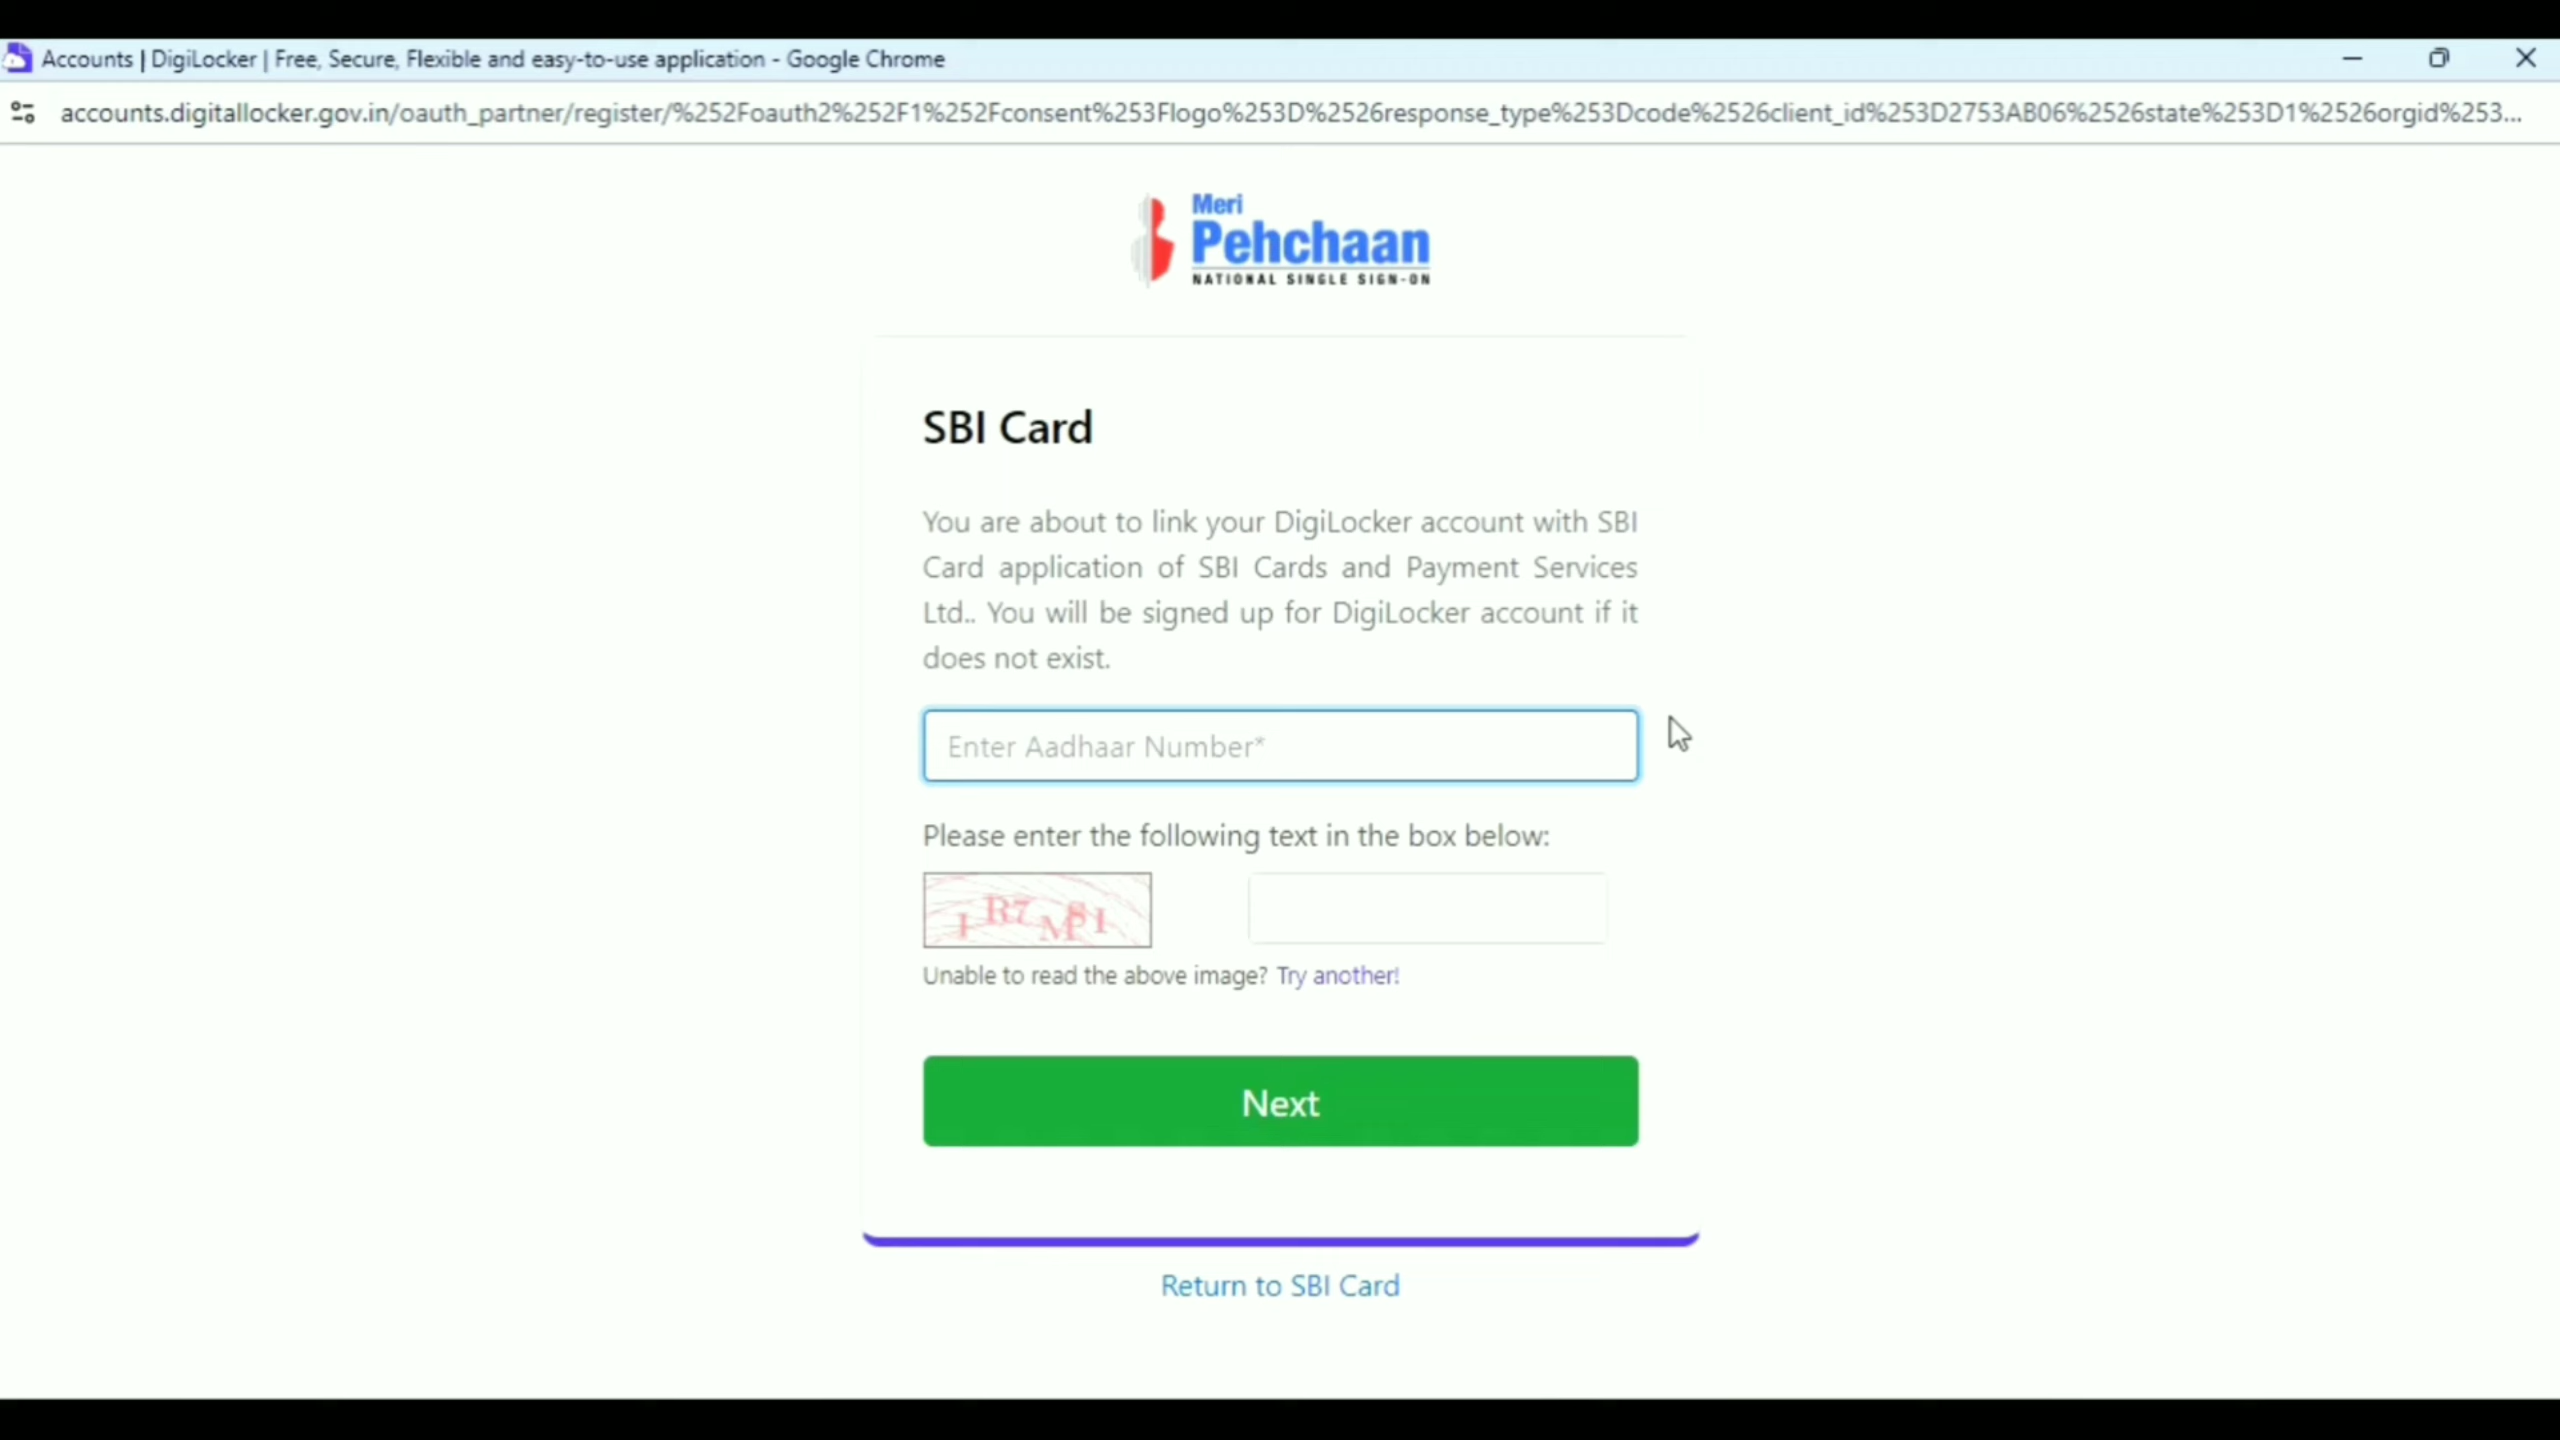 Accounts | DigiLocker | Free, Secure, Flexible and easy-to-use application - Google Chrome
accounts.digitallocker.gov.in/oauth_partner/register/%252Foauth2%252F1%252Fconsent%253Flogo%253D%2526response_type%253Dcode%2526client_id%253D2753AB06%2526state%253D1%2526orgid%253...
Meri
Pehchaan
NATIONAL SINGLE SIGN-ON
SBI Card
You are about to link your DigiLocker account with SBI
Card application of SBI Cards and Payment Services
Ltd.. You will be signed up for DigiLocker account if it
does not exist.
Enter Aadhaar Number*
Please enter the following text in the box below:
Unable to read the above image? Try another!
Next
Return to SBI Card